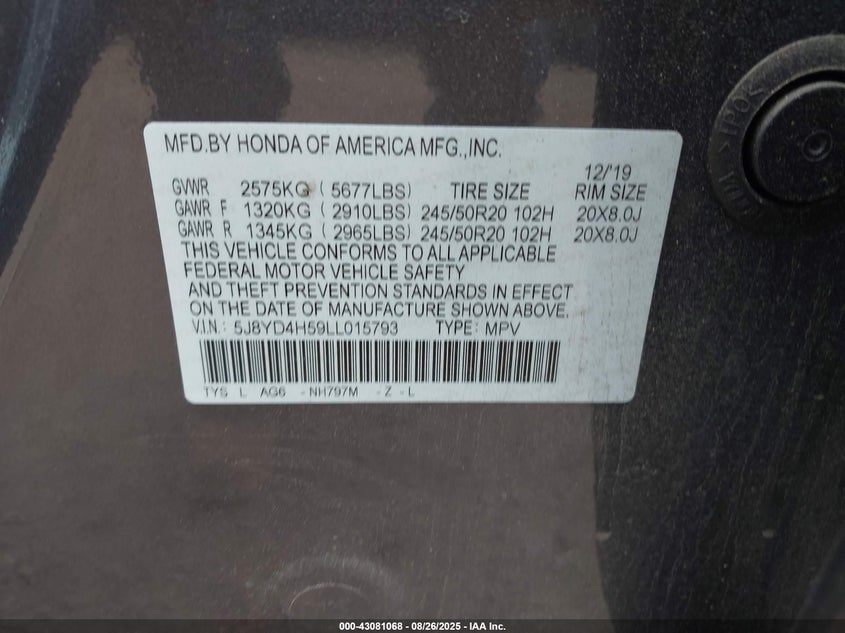 MFD.BY HONDA OF AMERICA MFG.,INC.
12/'19
GVWR 2575KG ( 5677LBS) TIRE SIZE RIM SIZE
GAWR F 1320KG ( 2910LBS) 245/50R20 102H 20X8.0J
GAWR R 1345KG ( 2965LBS) 245/50R20 102H 20X8.0J
THIS VEHICLE CONFORMS TO ALL APPLICABLE
FEDERAL MOTOR VEHICLE SAFETY
AND THEFT PREVENTION STANDARDS IN EFFECT
ON THE DATE OF MANUFACTURE SHOWN ABOVE.
V.I.N.: 5J8YD4H59LL015793 TYPE: MPV
TYS L AG6 - NH797M - Z - L
000-43081068 - 08/26/2025 - IAA Inc.